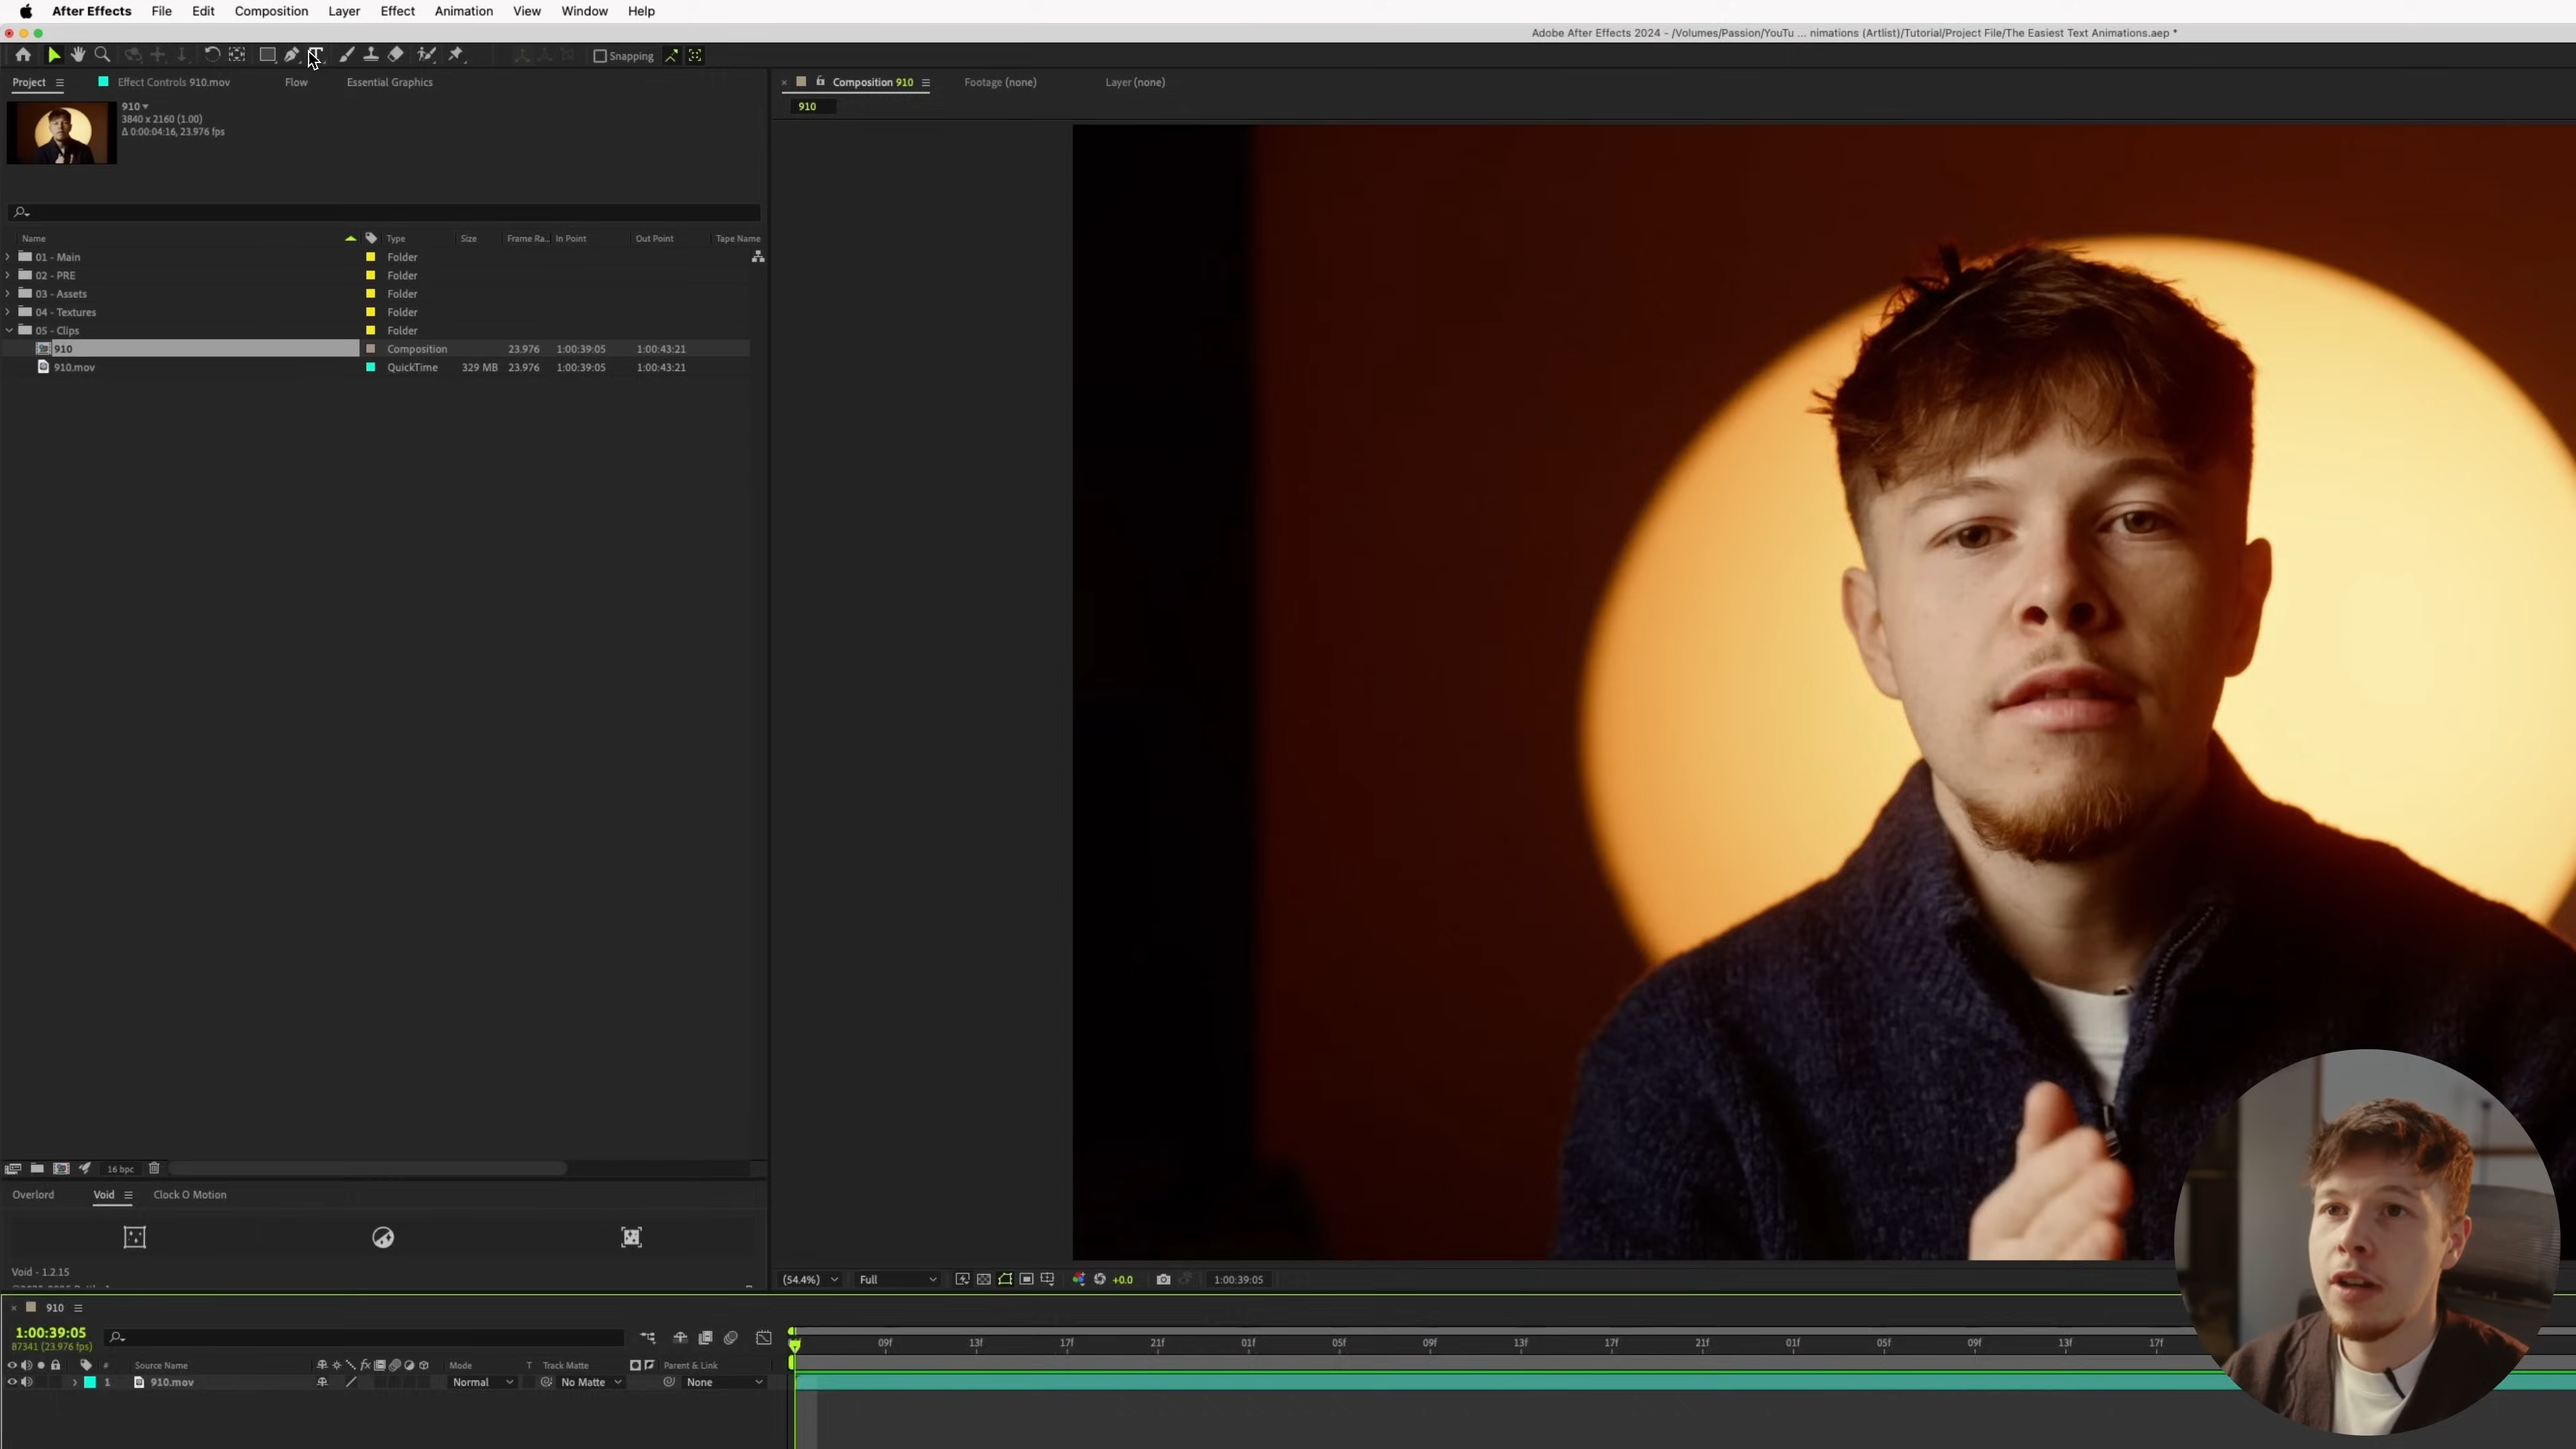 After Effects File Edit Composition Layer Effect Animation View Window Help
Adobe After Effects 2024 - /Volumes/Passion/YouTu ... nimations (Artlist)/Tutorial/Project File/The Easiest Text Animations.aep *
Snapping
Project Effect Controls 910.mov Flow Essential Graphics
Composition 910 Footage (none) Layer (none)
910
910
3840 x 2160 (1.00)
Δ 0:00:04:16, 23.976 fps
Name Type Size Frame Ra... In Point Out Point Tape Name
01 - Main Folder
02 - PRE Folder
03 - Assets Folder
04 - Textures Folder
05 - Clips Folder
910 Composition 23.976 1:00:39:05 1:00:43:21
910.mov QuickTime 329 MB 23.976 1:00:39:05 1:00:43:21
16 bpc
Overlord Void Clock O Motion
Void - 1.2.15
(54.4%) Full +0.0 1:00:39:05
910
1:00:39:05
87341 (23.976 fps)
09f 13f 17f 21f 01f 05f 09f 13f 17f 21f 01f 05f 09f 13f 17f
# Source Name Mode T Track Matte Parent & Link
1 910.mov Normal No Matte None